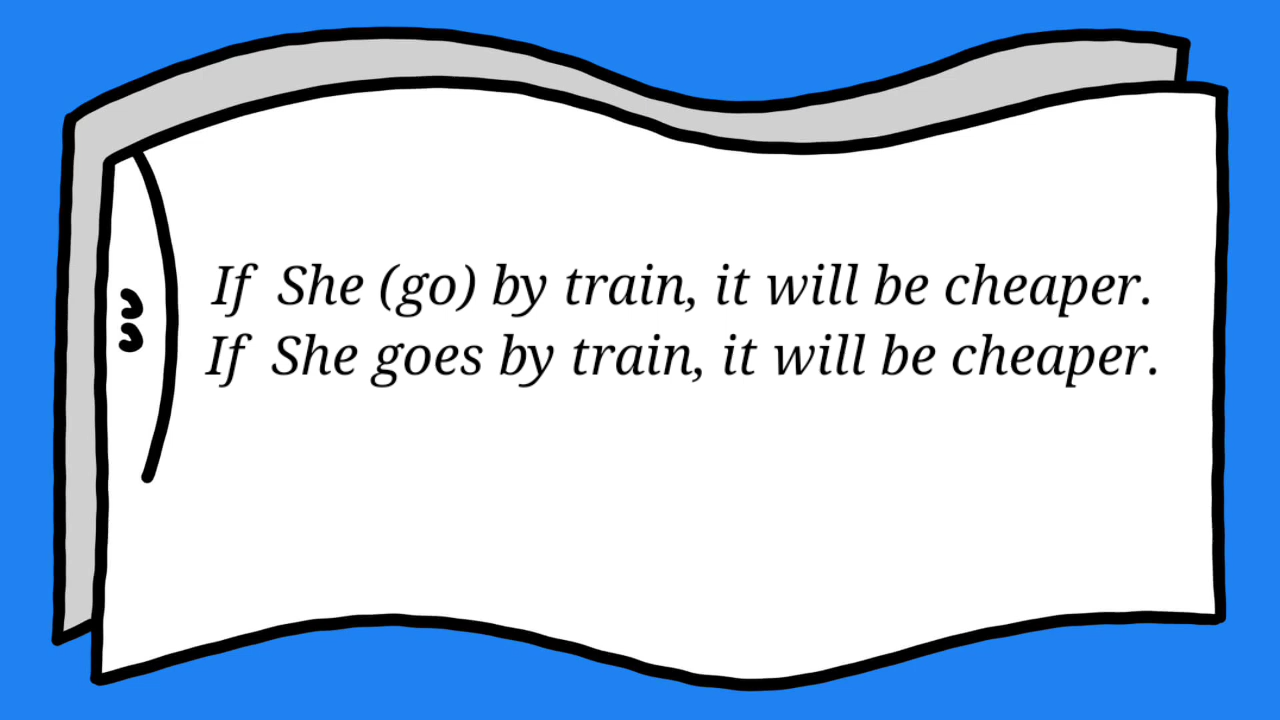 If She (go) by train, it will be cheaper.
If She goes by train, it will be cheaper.